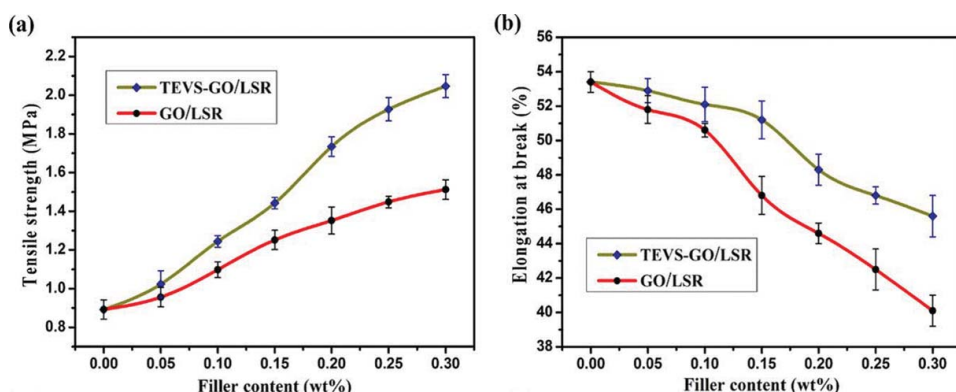 (a)
Tensile strength (MPa)
2.2
2.0
1.8
1.6
1.4
1.2
1.0
0.8
TEVS-GO/LSR
GO/LSR
0.00 0.05 0.10 0.15 0.20 0.25 0.30
Filler content (wt%)
(b)
Elongation at break (%)
56
54
52
50
48
46
44
42
40
38
TEVS-GO/LSR
GO/LSR
0.00 0.05 0.10 0.15 0.20 0.25 0.30
Filler content (wt%)